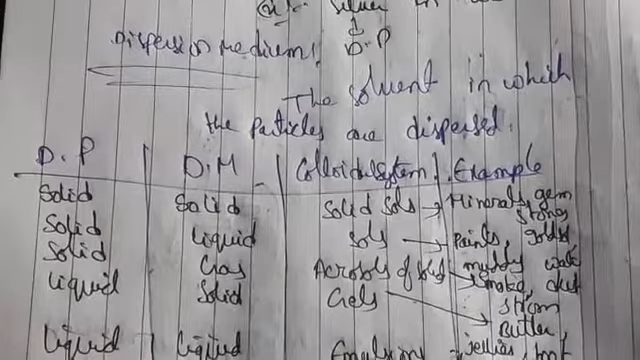 silver in
D.P
Dispersion medium
The solvent in which
the particles are dispersed.
D.P D.M Colloidal system Example
Solid Solid Solid Sols → Minerals, gem stones
Solid liquid Sols → Paints, muddy
Solid Gas Aerosols of smoke, dust
liquid Solid Gels Butter,
liquid liquid Emulsion jellies,